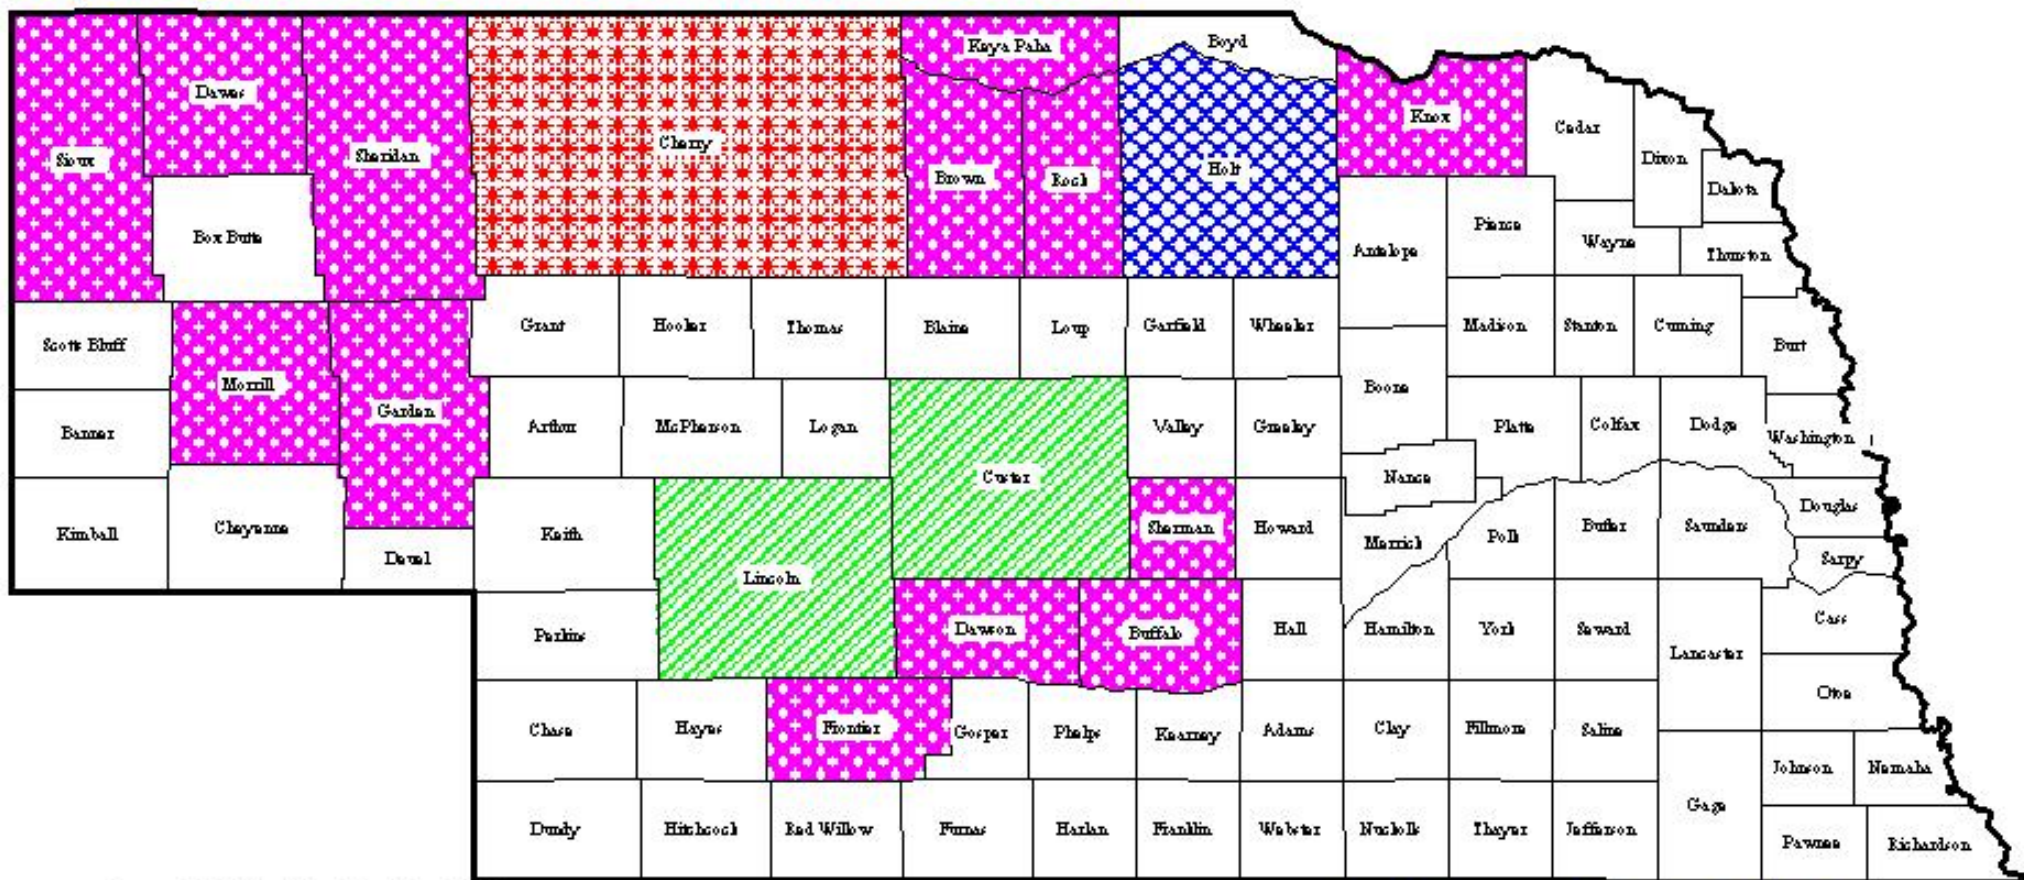 Keya Paha
Boyd
Dawes
Knox
Cedar
Sioux
Sheridan
Cherry
Brown
Rock
Holt
Dixon
Dakota
Box Butte
Antelope
Pierce
Wayne
Thurston
Scotts Bluff
Grant
Hooker
Thomas
Blaine
Loup
Garfield
Wheeler
Madison
Stanton
Cuming
Burt
Morrill
Garden
Boone
Banner
Arthur
McPherson
Logan
Valley
Greeley
Platte
Colfax
Dodge
Washington
Custer
Nance
Kimball
Cheyenne
Keith
Sherman
Howard
Merrick
Polk
Butler
Saunders
Douglas
Deuel
Lincoln
Sarpy
Perkins
Dawson
Buffalo
Hall
Hamilton
York
Seward
Lancaster
Cass
Otoe
Chase
Hayes
Frontier
Gosper
Phelps
Kearney
Adams
Clay
Fillmore
Saline
Johnson
Nemaha
Gage
Dundy
Hitchcock
Red Willow
Furnas
Harlan
Franklin
Webster
Nuckolls
Thayer
Jefferson
Pawnee
Richardson